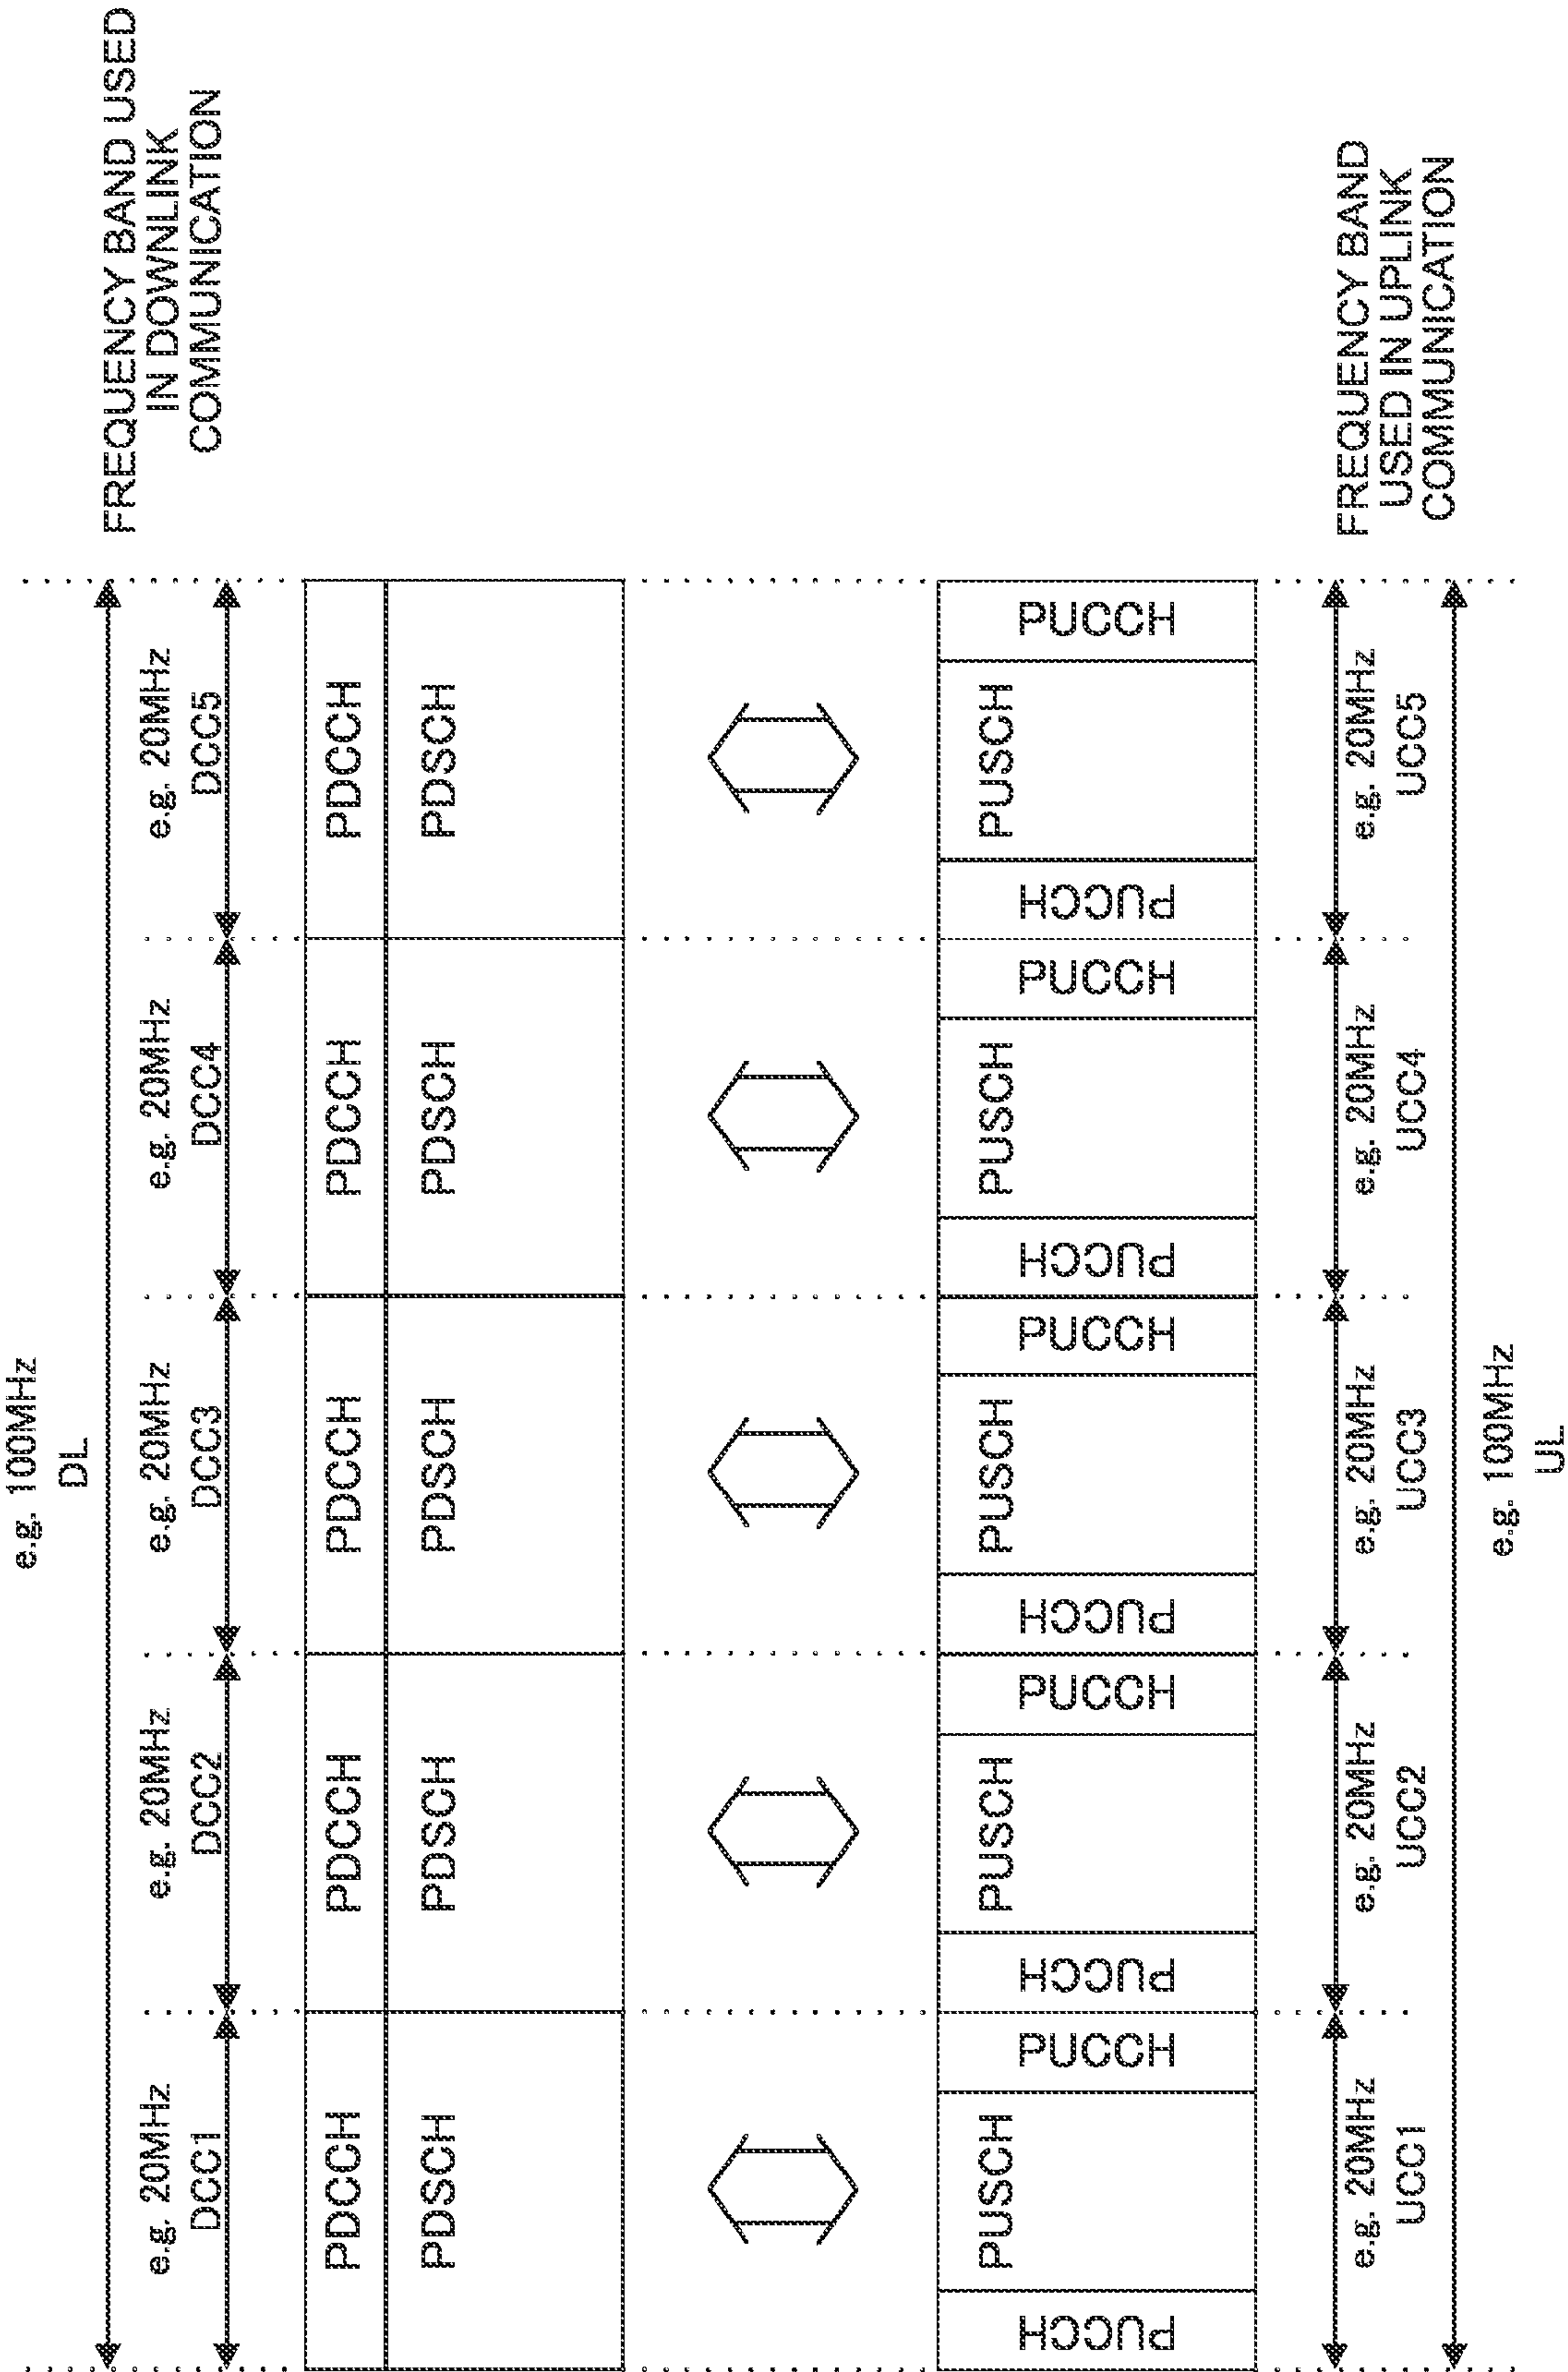 e.g. 100MHz
DL
FREQUENCY BAND USED
IN DOWNLINK
COMMUNICATION
e.g. 20MHz
DCC1
e.g. 20MHz
DCC2
e.g. 20MHz
DCC3
e.g. 20MHz
DCC4
e.g. 20MHz
DCC5
PDCCH
PDCCH
PDCCH
PDCCH
PDCCH
PDSCH
PDSCH
PDSCH
PDSCH
PDSCH
PUCCH
PUSCH
PUCCH
PUCCH
PUSCH
PUCCH
PUCCH
PUSCH
PUCCH
PUCCH
PUSCH
PUCCH
PUCCH
PUSCH
PUCCH
FREQUENCY BAND
USED IN UPLINK
COMMUNICATION
e.g. 20MHz
UCC1
e.g. 20MHz
UCC2
e.g. 20MHz
UCC3
e.g. 20MHz
UCC4
e.g. 20MHz
UCC5
e.g. 100MHz
UL